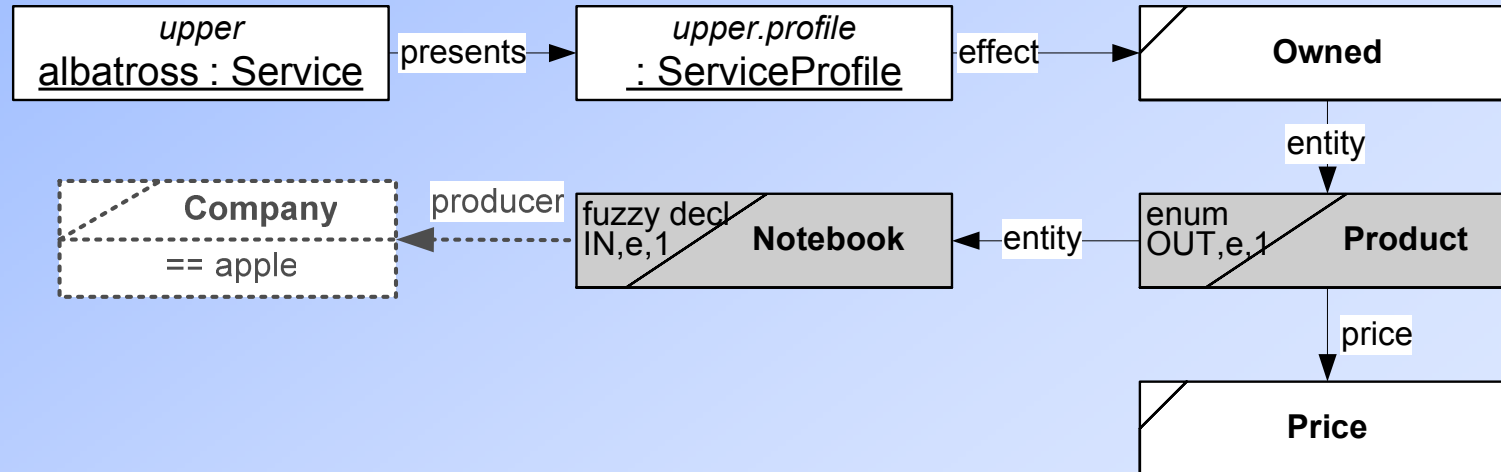 upper
albatross : Service
presents
upper.profile
: ServiceProfile
effect
Owned
entity
Company
== apple
producer
fuzzy decl
IN,e,1
Notebook
entity
enum
OUT,e,1
Product
price
Price